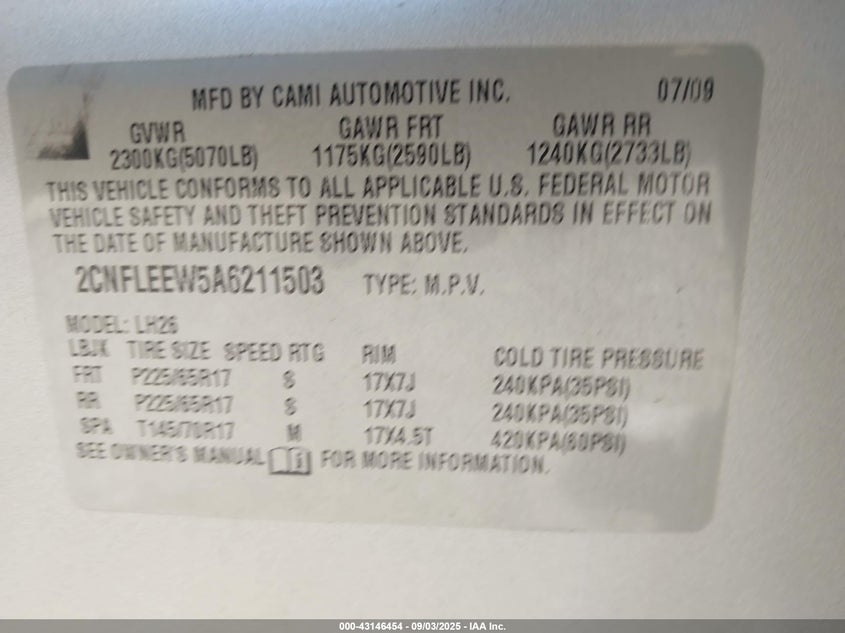 MFD BY CAMI AUTOMOTIVE INC. 07/09
GVWR GAWR FRT GAWR RR
2300KG(5070LB) 1175KG(2590LB) 1240KG(2733LB)
THIS VEHICLE CONFORMS TO ALL APPLICABLE U.S. FEDERAL MOTOR
VEHICLE SAFETY AND THEFT PREVENTION STANDARDS IN EFFECT ON
THE DATE OF MANUFACTURE SHOWN ABOVE.
2CNFLEEW5A6211503 TYPE: M.P.V.
MODEL: LH26
LBJK TIRE SIZE SPEED RTG RIM COLD TIRE PRESSURE
FRT P225/65R17 S 17X7J 240KPA(35PSI)
RR P225/65R17 S 17X7J 240KPA(35PSI)
SPA T145/70R17 M 17X4.5T 420KPA(60PSI)
SEE OWNER'S MANUAL FOR MORE INFORMATION.
000-43146454 - 09/03/2025 - IAA Inc.